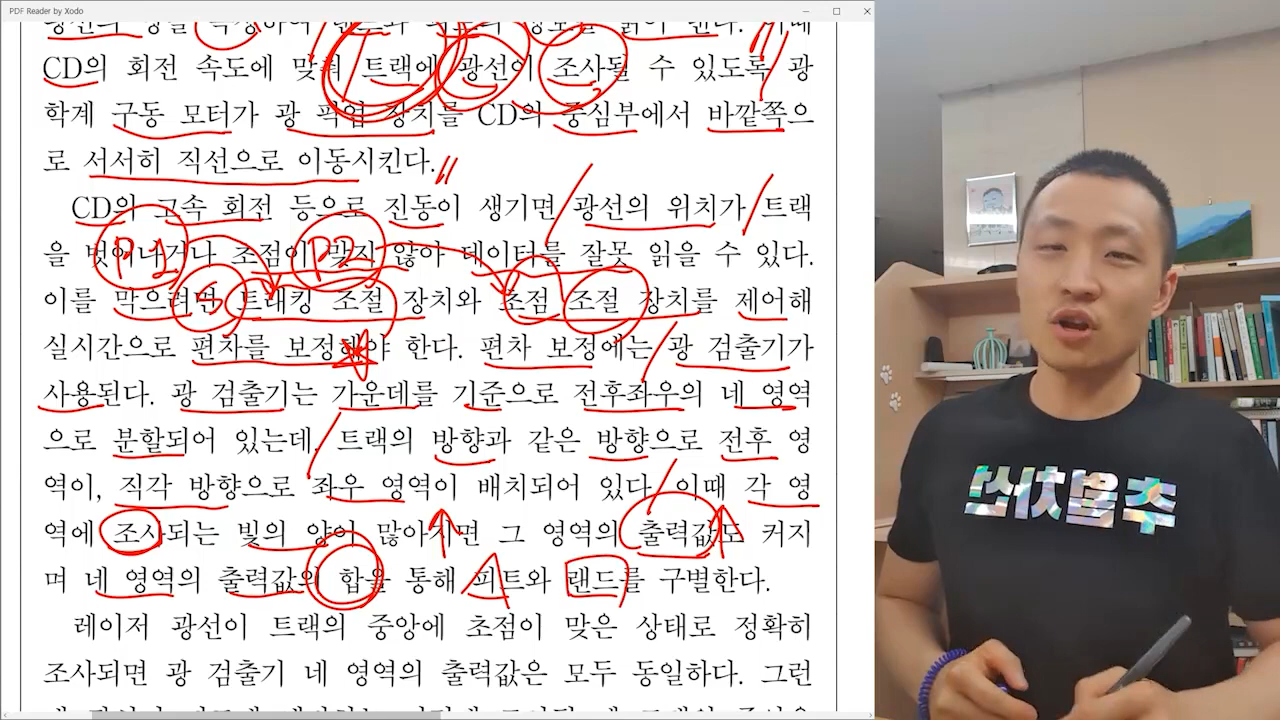 PDF Reader by Xodo
CD의 회전 속도에 맞춰 트랙에 광선이 조사될 수 있도록 광
학계 구동 모터가 광 픽업 장치를 CD의 중심부에서 바깥쪽으
로 서서히 직선으로 이동시킨다.
CD의 고속 회전 등으로 진동이 생기면 광선의 위치가 트랙
을 벗어나거나 초점이 맞지 않아 데이터를 잘못 읽을 수 있다.
P1 P2
이를 막으려면 트래킹 조절 장치와 초점 조절 장치를 제어해
실시간으로 편차를 보정해야 한다. 편차 보정에는 광 검출기가
사용된다. 광 검출기는 가운데를 기준으로 전후좌우의 네 영역
으로 분할되어 있는데, 트랙의 방향과 같은 방향으로 전후 영
역이, 직각 방향으로 좌우 영역이 배치되어 있다. 이때 각 영
역에 조사되는 빛의 양이 많아지면 그 영역의 출력값도 커지
며 네 영역의 출력값의 합을 통해 피트와 랜드를 구별한다.
레이저 광선이 트랙의 중앙에 초점이 맞은 상태로 정확히
조사되면 광 검출기 네 영역의 출력값은 모두 동일하다. 그런